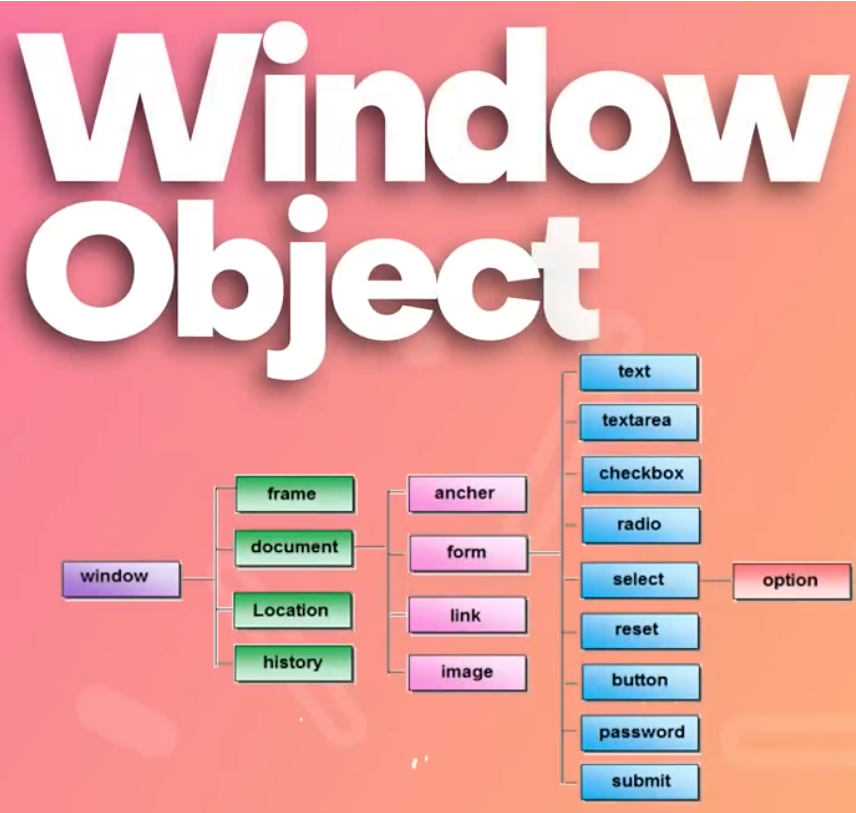 Window
Object
window
frame
document
Location
history
ancher
form
link
image
text
textarea
checkbox
radio
select
reset
button
password
submit
option